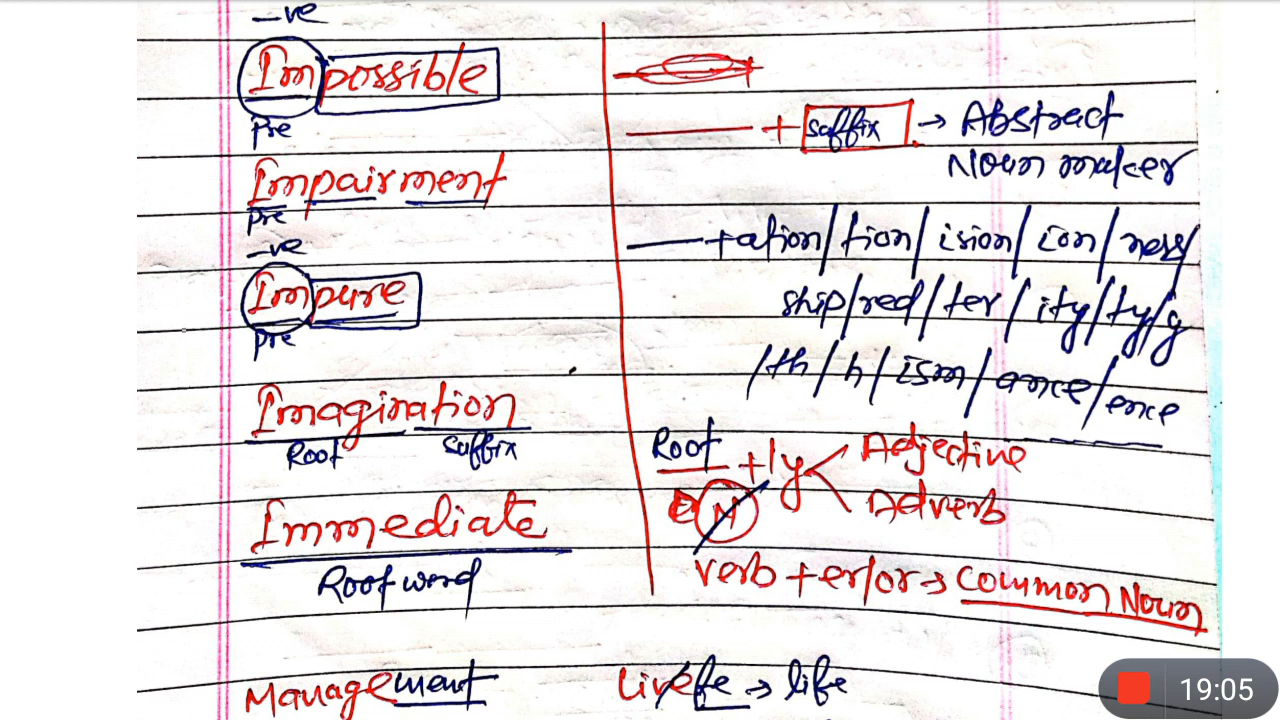 -ve
Impossible
Pre
Impairment
Pre
-ve
Impure
Pre
Imagination
Root suffix
Immediate
Root word
Management
+ suffix → Abstract
Noun maker
+ation/tion/ision/ion/ness/
ship/red/ter/ity/ty/y
/th/h/ism/ance/ence
Root +ly Adjective
Adverb
verb + er/or → Common Noun
Live fe → life
19:05